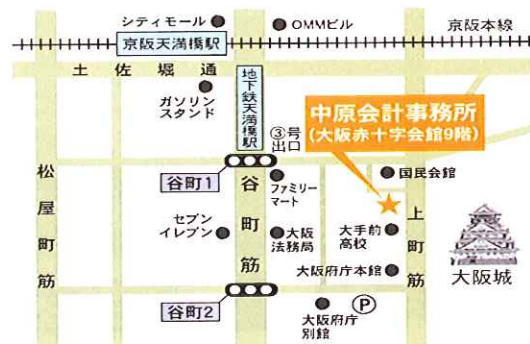 シティモール
OMMビル
京阪本線
京阪天満橋駅
土佐堀通
地下鉄天満橋駅
ガソリン
スタンド
③号
出口
中原会計事務所
(大阪赤十字会館9階)
谷町1
ファミリー
マート
国民会館
松屋町筋
谷町筋
上町筋
セブン
イレブン
大阪
法務局
大手前
高校
大阪府庁本館
大阪城
谷町2
大阪府庁
別館
P